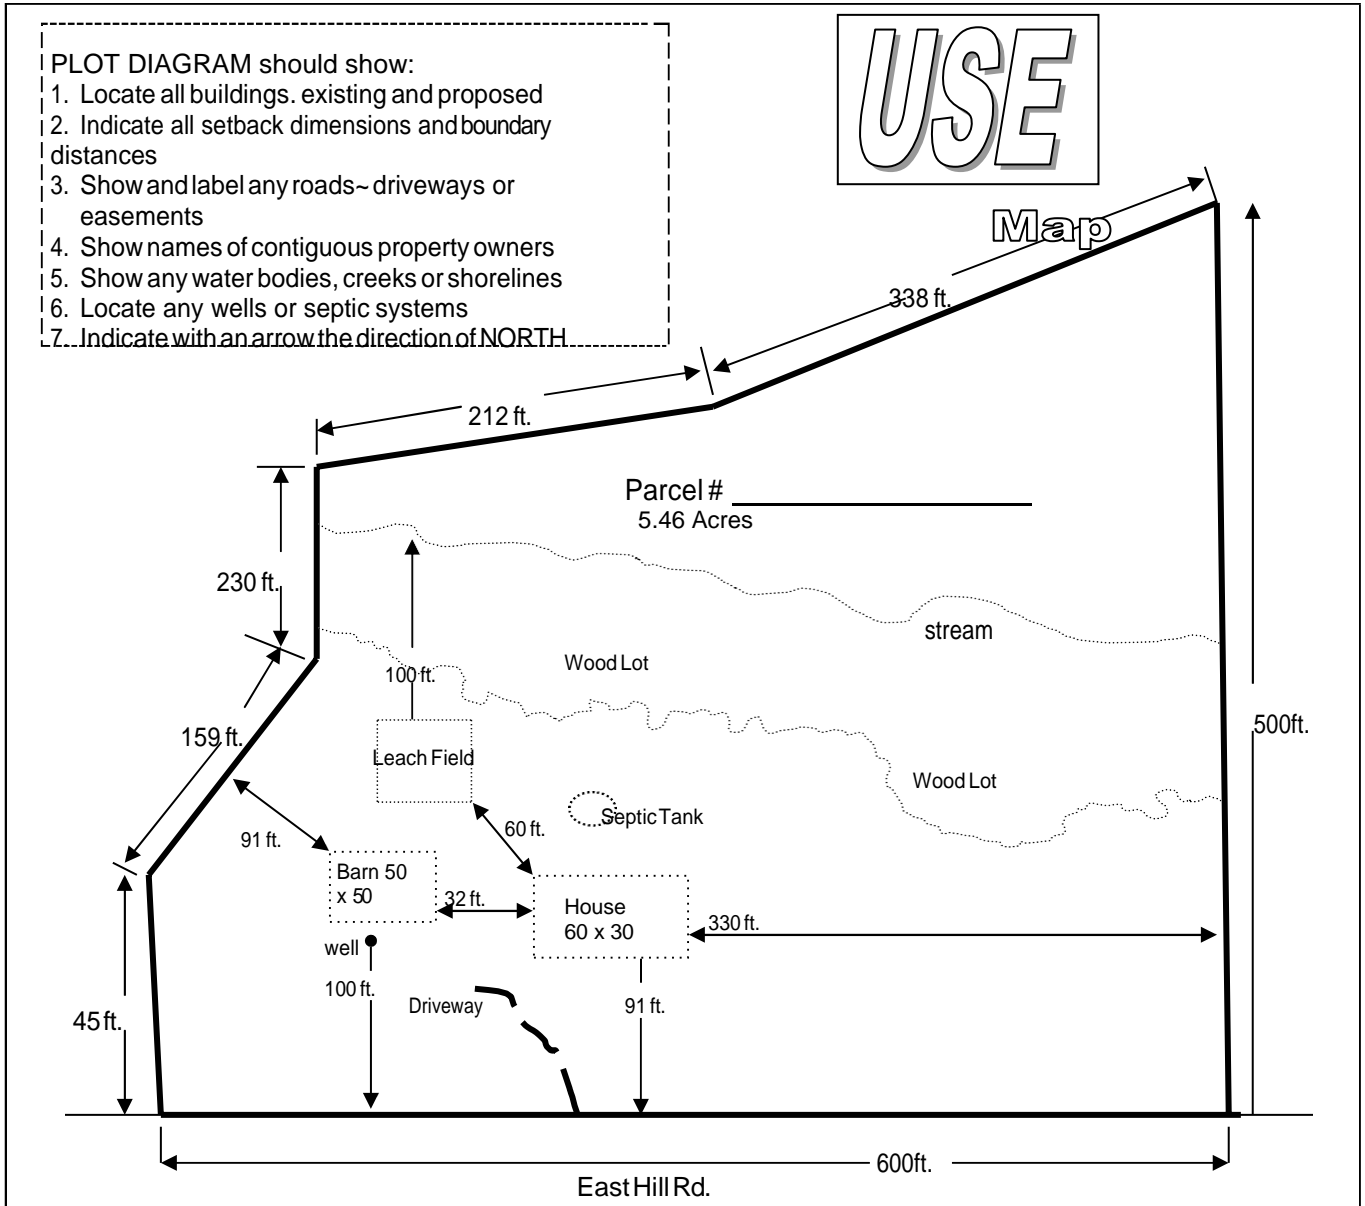 PLOT DIAGRAM should show:
1. Locate all buildings. existing and proposed
2. Indicate all setback dimensions and boundary
distances
3. Show and label any roads~ driveways or
easements
4. Show names of contiguous property owners
5. Show any water bodies, creeks or shorelines
6. Locate any wells or septic systems
7. Indicate with an arrow the direction of NORTH
USE
Map
338 ft.
212 ft.
Parcel #
5.46 Acres
230 ft.
stream
Wood Lot
100 ft.
159 ft.
500ft.
Leach Field
Wood Lot
Septic Tank
60 ft.
91 ft.
Barn 50
x 50
32 ft.
House
60 x 30
330 ft.
well
100 ft.
Driveway
91 ft.
45 ft.
600ft.
East Hill Rd.